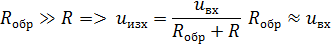 R_обр ≫ R => u_изх = u_вх / (R_обр + R) R_обр ≈ u_вх